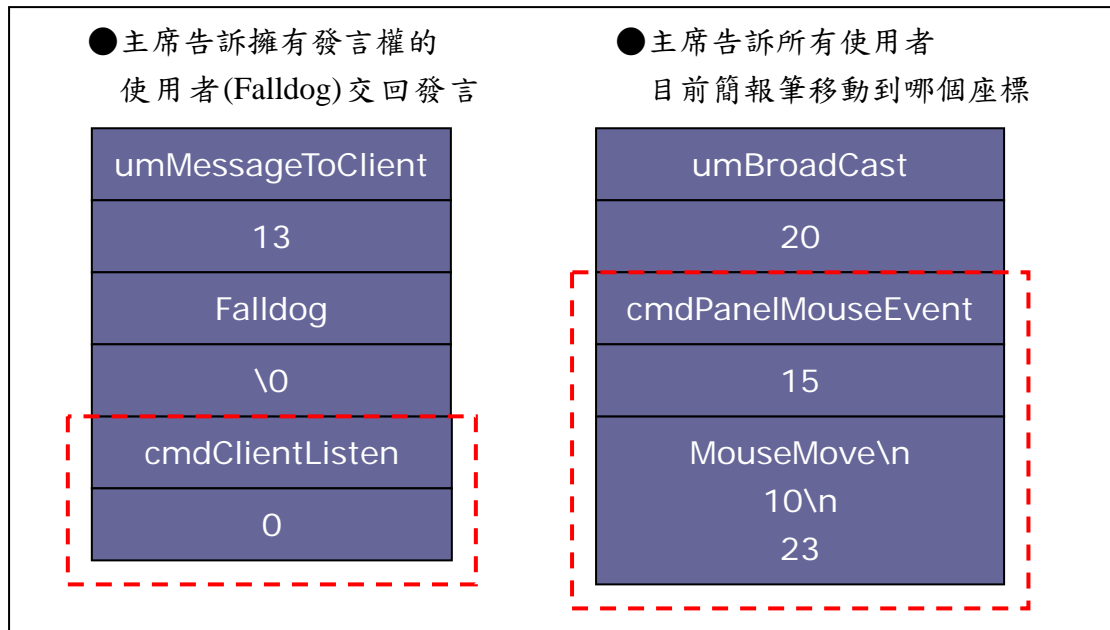 ●主席告訴擁有發言權的
使用者(Falldog)交回發言
umMessageToClient
13
Falldog
\0
cmdClientListen
0
●主席告訴所有使用者
目前簡報筆移動到哪個座標
umBroadCast
20
cmdPanelMouseEvent
15
MouseMove\n
10\n
23